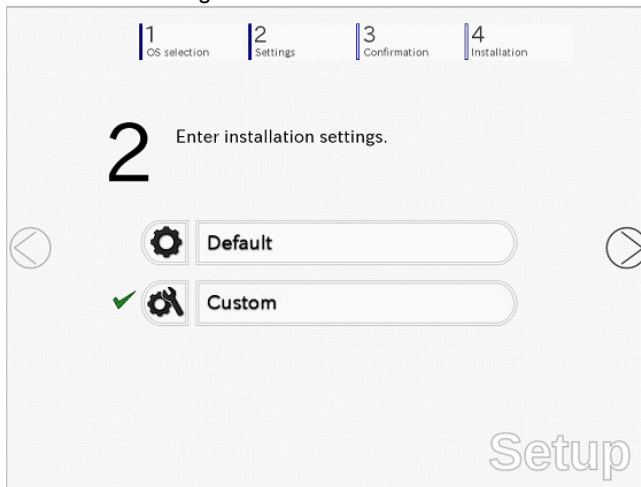 1
OS selection
2
Settings
3
Confirmation
4
Installation
2
Enter installation settings.
Default
Custom
Setup